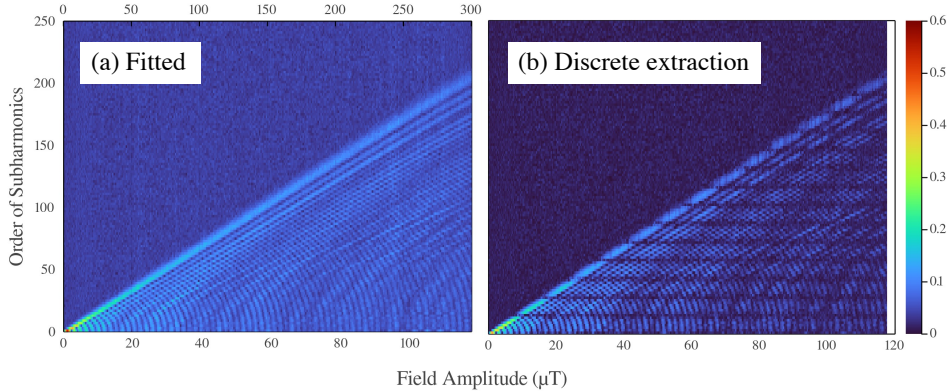 0 50 100 150 200 250 300
250
200
150
100
50
0
Order of Subharmonics
(a) Fitted
0 20 40 60 80 100
(b) Discrete extraction
0 20 40 60 80 100 120
0.6
0.5
0.4
0.3
0.2
0.1
0
Field Amplitude (μT)